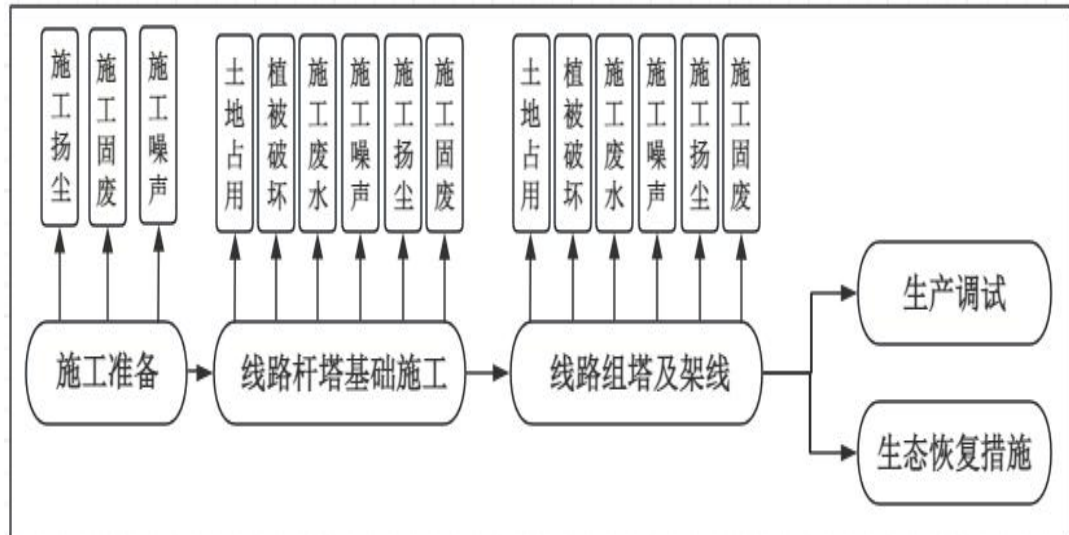 施工扬尘
施工固废
施工噪声
土地占用
植被破坏
施工废水
施工噪声
施工扬尘
施工固废
土地占用
植被破坏
施工废水
施工噪声
施工扬尘
施工固废
施工准备
线路杆塔基础施工
线路组塔及架线
生产调试
生态恢复措施